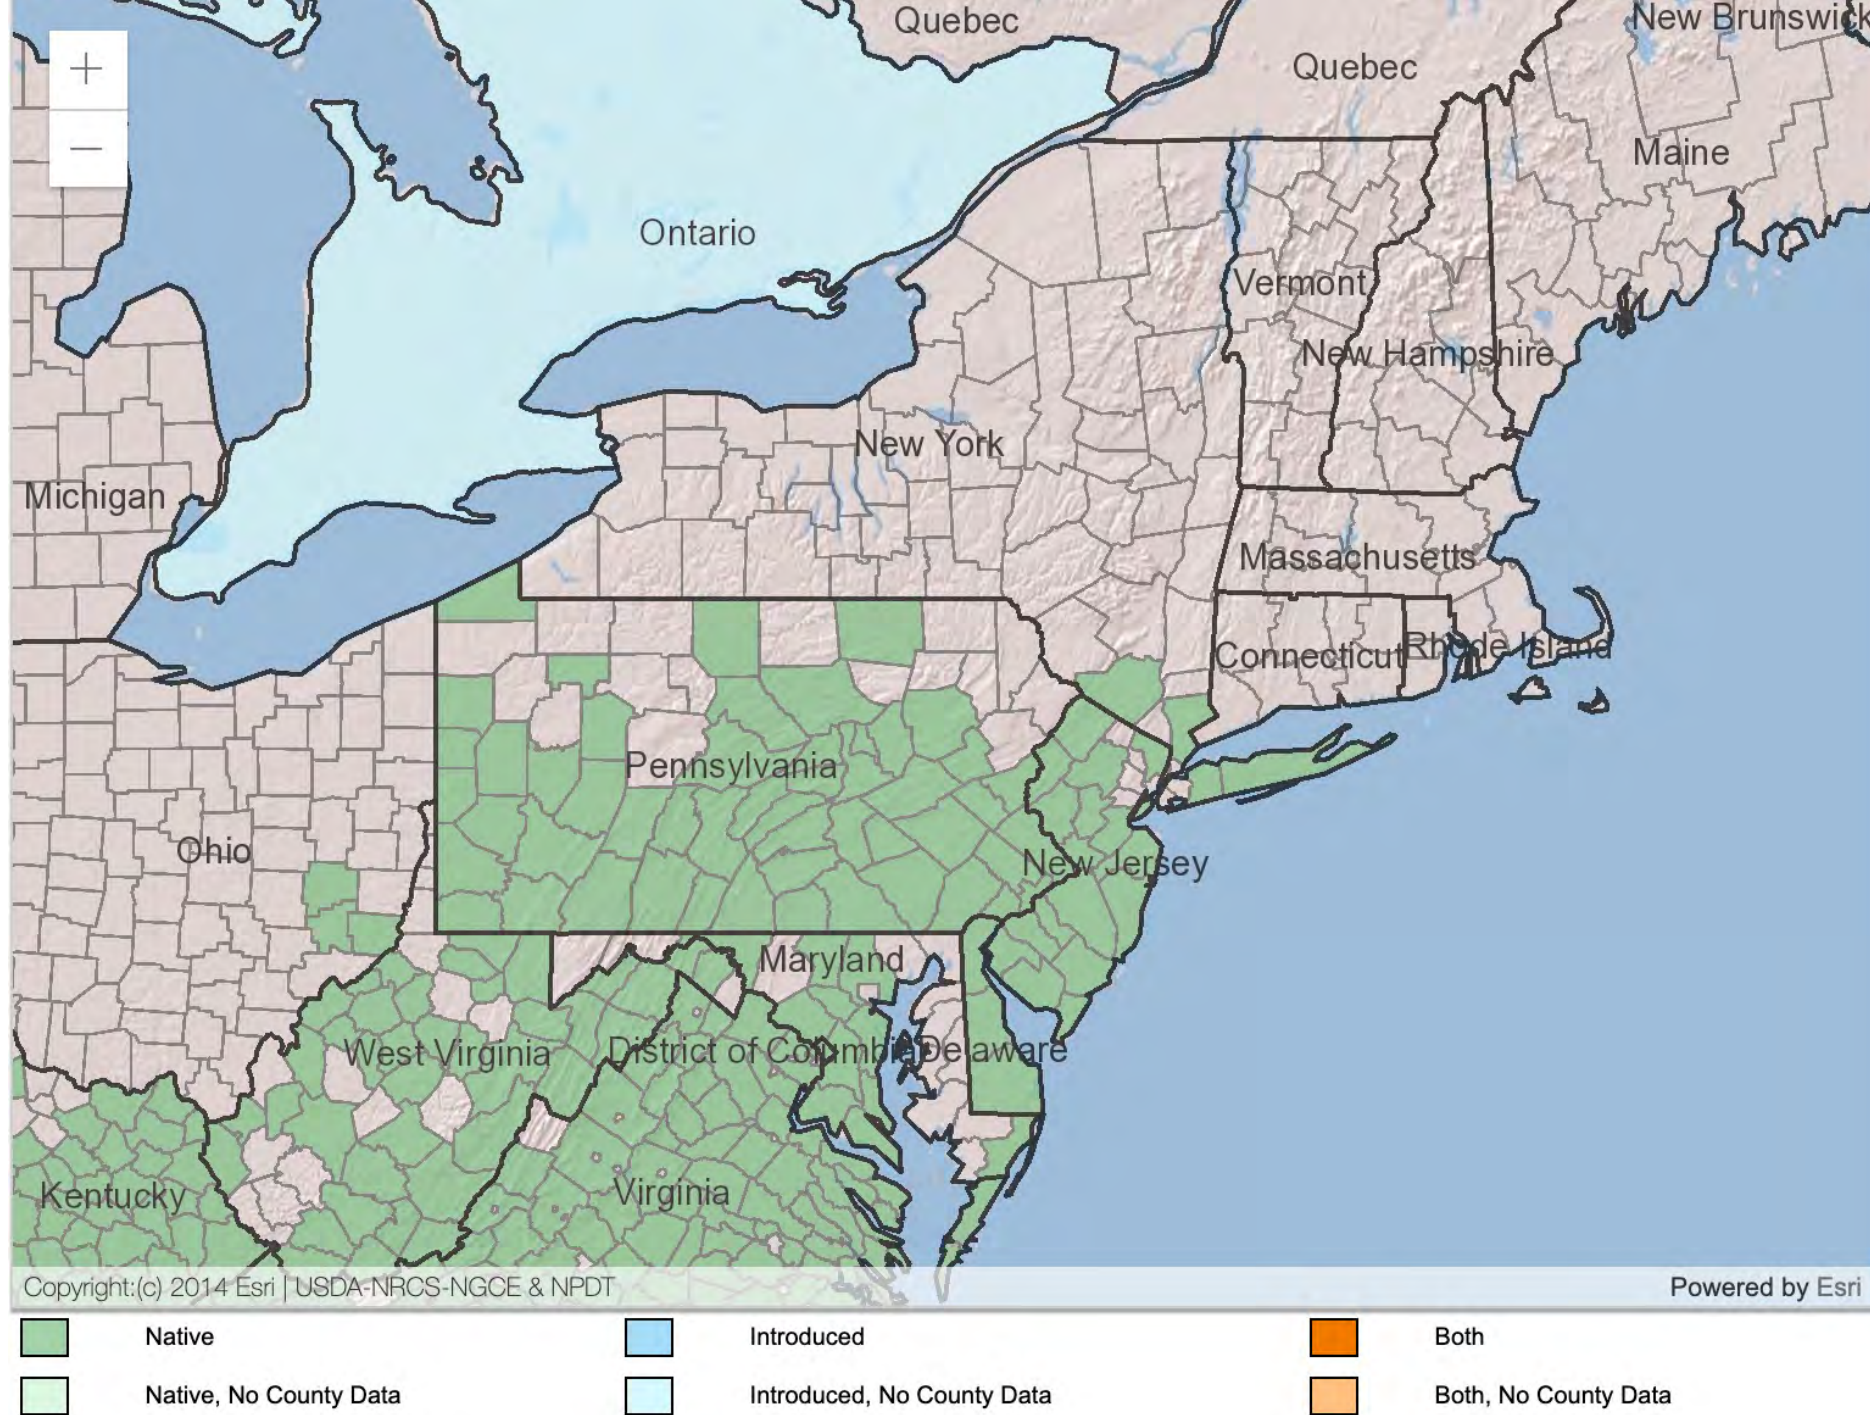 Quebec
New Brunswick
Quebec
+
−
Maine
Ontario
Vermont
New Hampshire
New York
Michigan
Massachusetts
Connecticut
Rhode Island
Pennsylvania
Ohio
New Jersey
Maryland
West Virginia
District of Columbia
Delaware
Kentucky
Virginia
Copyright:(c) 2014 Esri | USDA-NRCS-NGCE & NPDT
Powered by Esri
Native
Introduced
Both
Native, No County Data
Introduced, No County Data
Both, No County Data